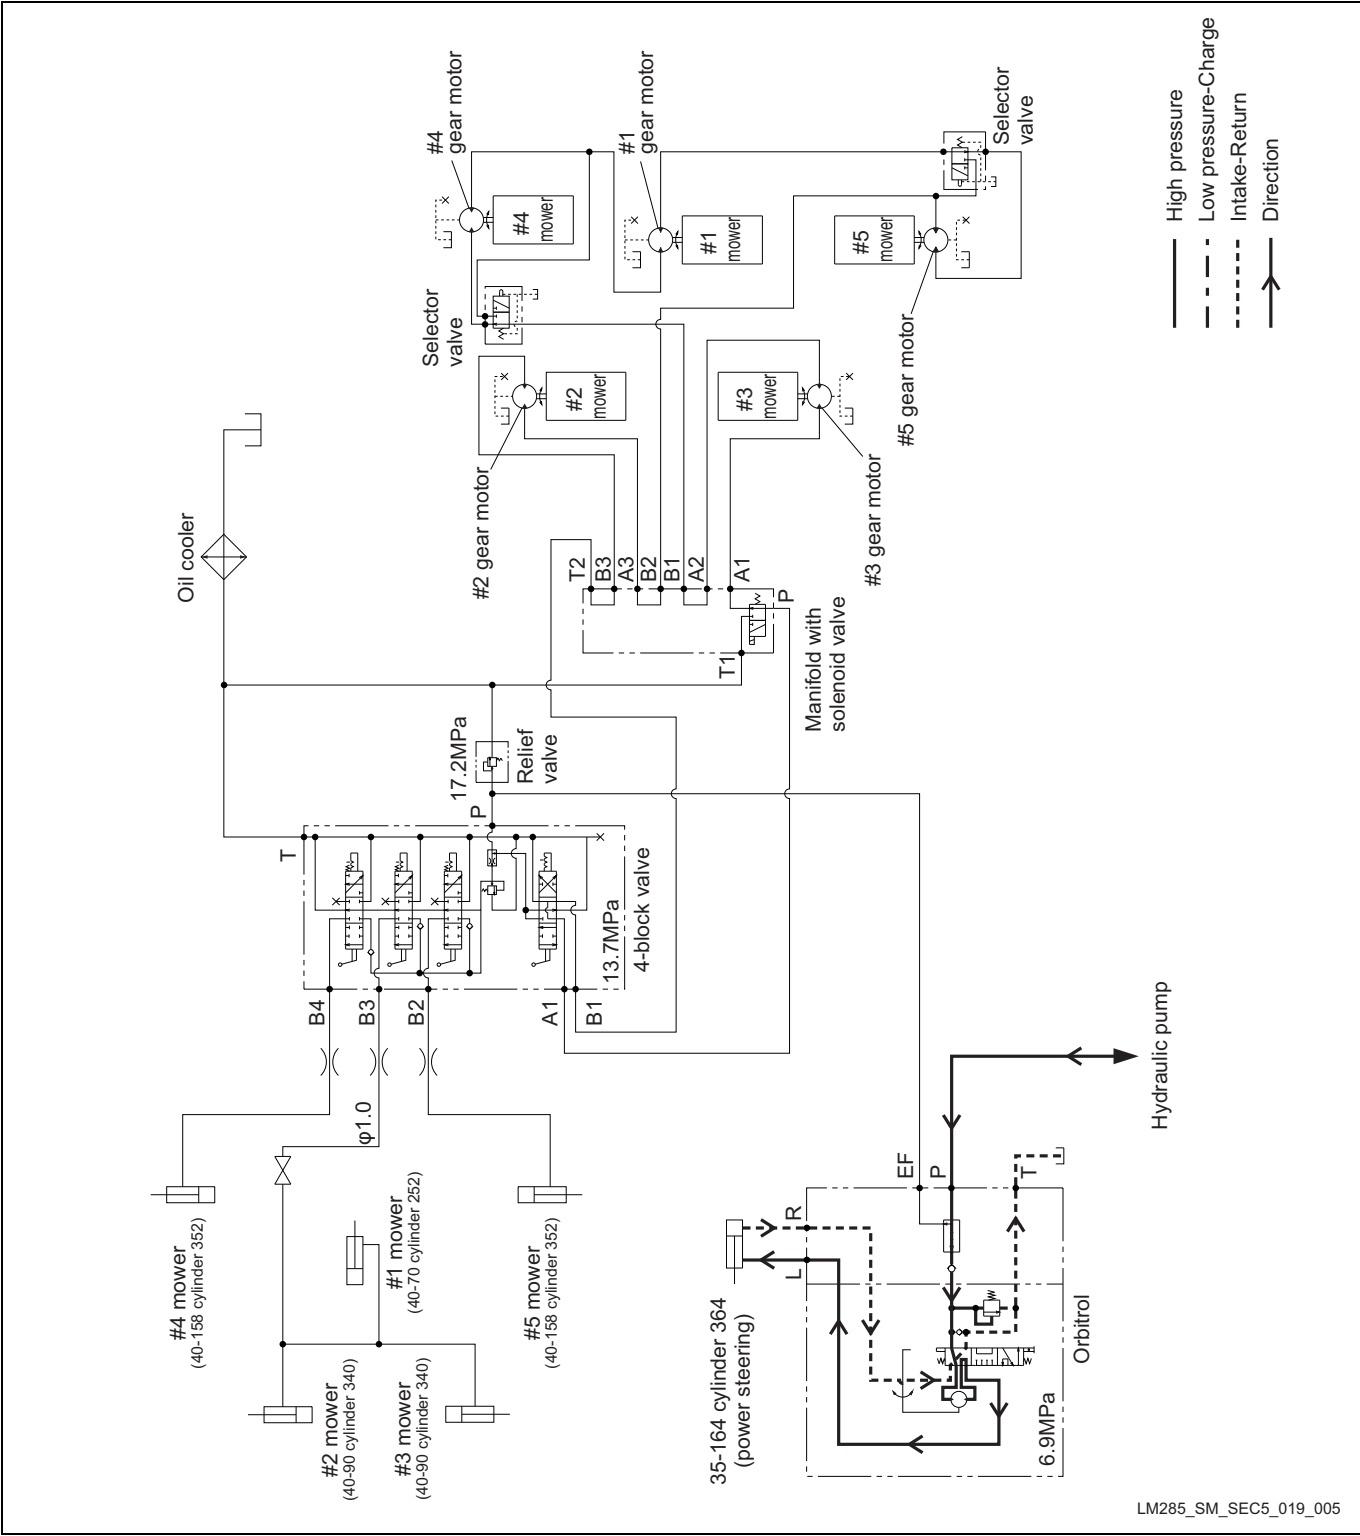 #4
gear motor
#1
gear motor
Selector
valve
High pressure
Low pressure-Charge
Intake-Return
Direction
#4
mower
#1
mower
#5
mower
Selector
valve
#2
mower
#3
mower
#5 gear motor
#2 gear motor
#3 gear motor
Oil cooler
T2
B3
A3
B2
B1
A2
A1
P
T1
Manifold with
solenoid valve
17.2MPa
Relief
valve
P
T
13.7MPa
4-block valve
B4
B3
B2
A1
B1
φ1.0
#4 mower
(40-158 cylinder 352)
#1 mower
(40-70 cylinder 252)
#5 mower
(40-158 cylinder 352)
#2 mower
(40-90 cylinder 340)
#3 mower
(40-90 cylinder 340)
Hydraulic pump
EF
P
T
R
L
35-164 cylinder 364
(power steering)
Orbitrol
6.9MPa
LM285_SM_SEC5_019_005